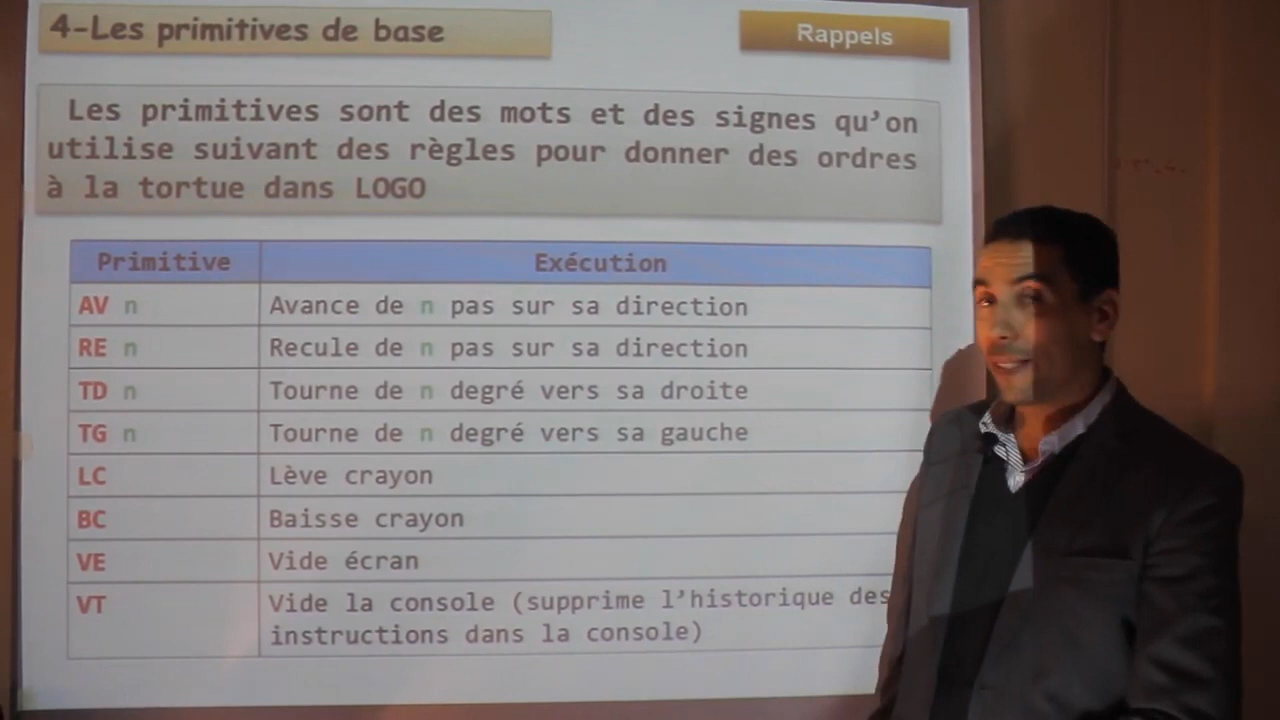 4-Les primitives de base
Rappels
Les primitives sont des mots et des signes qu'on
utilise suivant des règles pour donner des ordres
à la tortue dans LOGO
Primitive Exécution
AV n Avance de n pas sur sa direction
RE n Recule de n pas sur sa direction
TD n Tourne de n degré vers sa droite
TG n Tourne de n degré vers sa gauche
LC Lève crayon
BC Baisse crayon
VE Vide écran
VT Vide la console (supprime l'historique des
instructions dans la console)